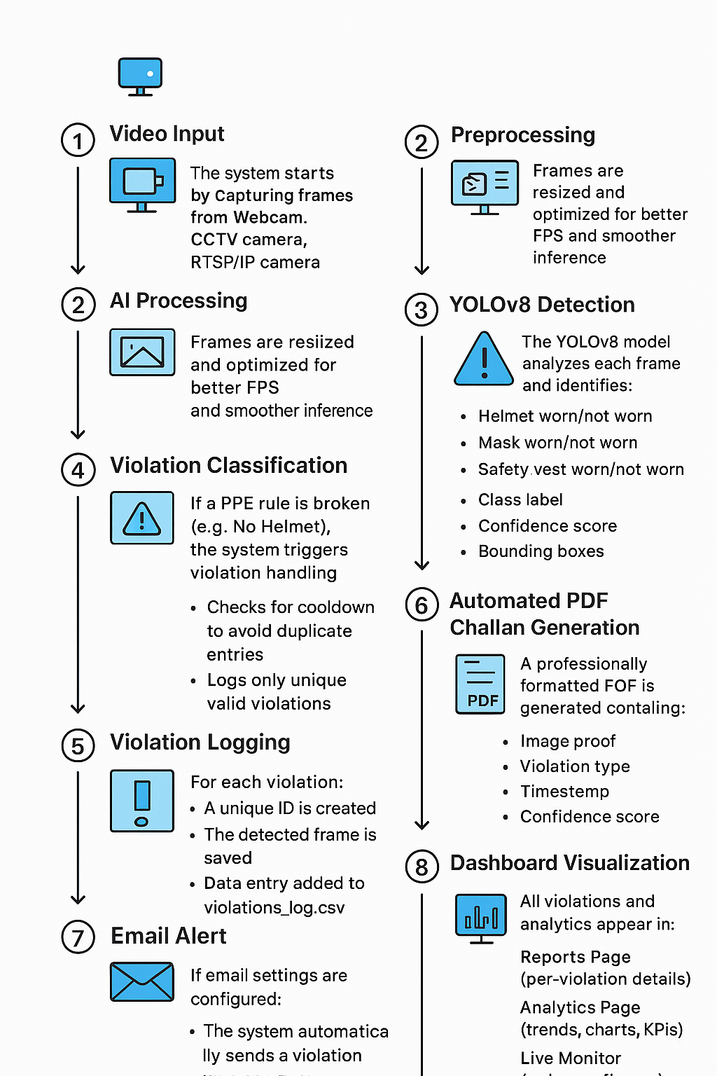 1 Video Input
The system starts
by Capturing frames
from Webcam.
CCTV camera,
RTSP/IP camera
2 AI Processing
Frames are resiized
and optimized for
better FPS
and smoother inference
4 Violation Classification
If a PPE rule is broken
(e.g. No Helmet),
the system triggers
violation handling
• Checks for cooldown
to avoid duplicate
entries
• Logs only unique
valid violations
5 Violation Logging
For each violation:
• A unique ID is created
• The detected frame is
saved
• Data entry added to
violations_log.csv
7 Email Alert
If email settings are
configured:
• The system automatica
lly sends a violation
2 Preprocessing
Frames are
resized and
optimized for better
FPS and smoother
inference
3 YOLOv8 Detection
The YOLOv8 model
analyzes each frame
and identifies:
• Helmet worn/not worn
• Mask worn/not worn
• Safety.vest worn/not worn
• Class label
• Confidence score
• Bounding boxes
6 Automated PDF
Challan Generation
PDF
A professionally
formatted FOF is
generated contaling:
• Image proof
• Violation type
• Timestemp
• Confidence score
8 Dashboard Visualization
All violations and
analytics appear in:
Reports Page
(per-violation details)
Analytics Page
(trends, charts, KPis)
Live Monitor